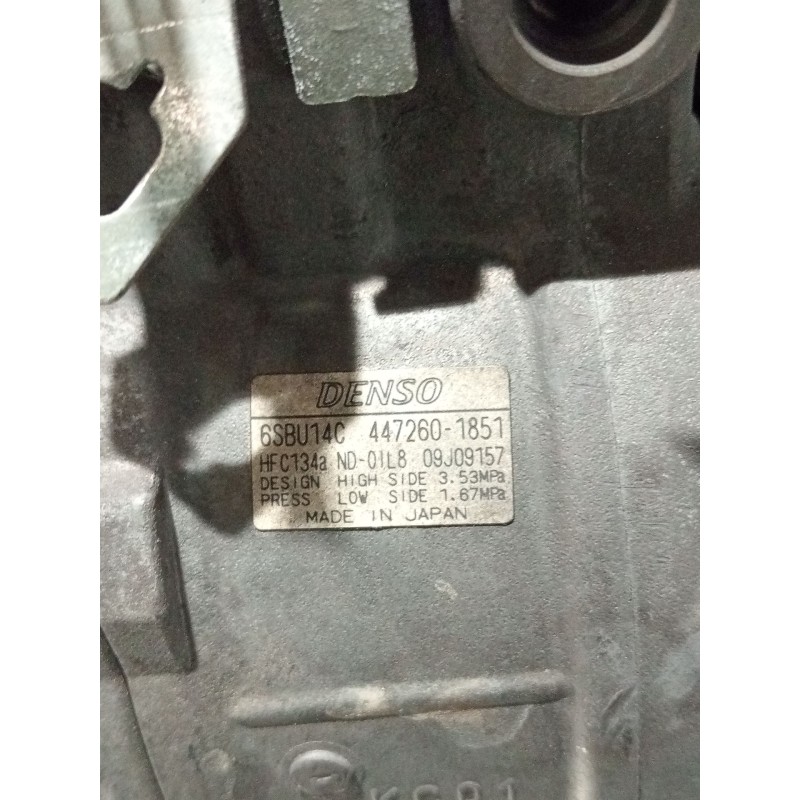 DENSO
6SBU14C 447260-1851
HFC134a ND-OIL8 09J09157
DESIGN HIGH SIDE 3.53MPa
PRESS LOW SIDE 1.67MPa
MADE IN JAPAN